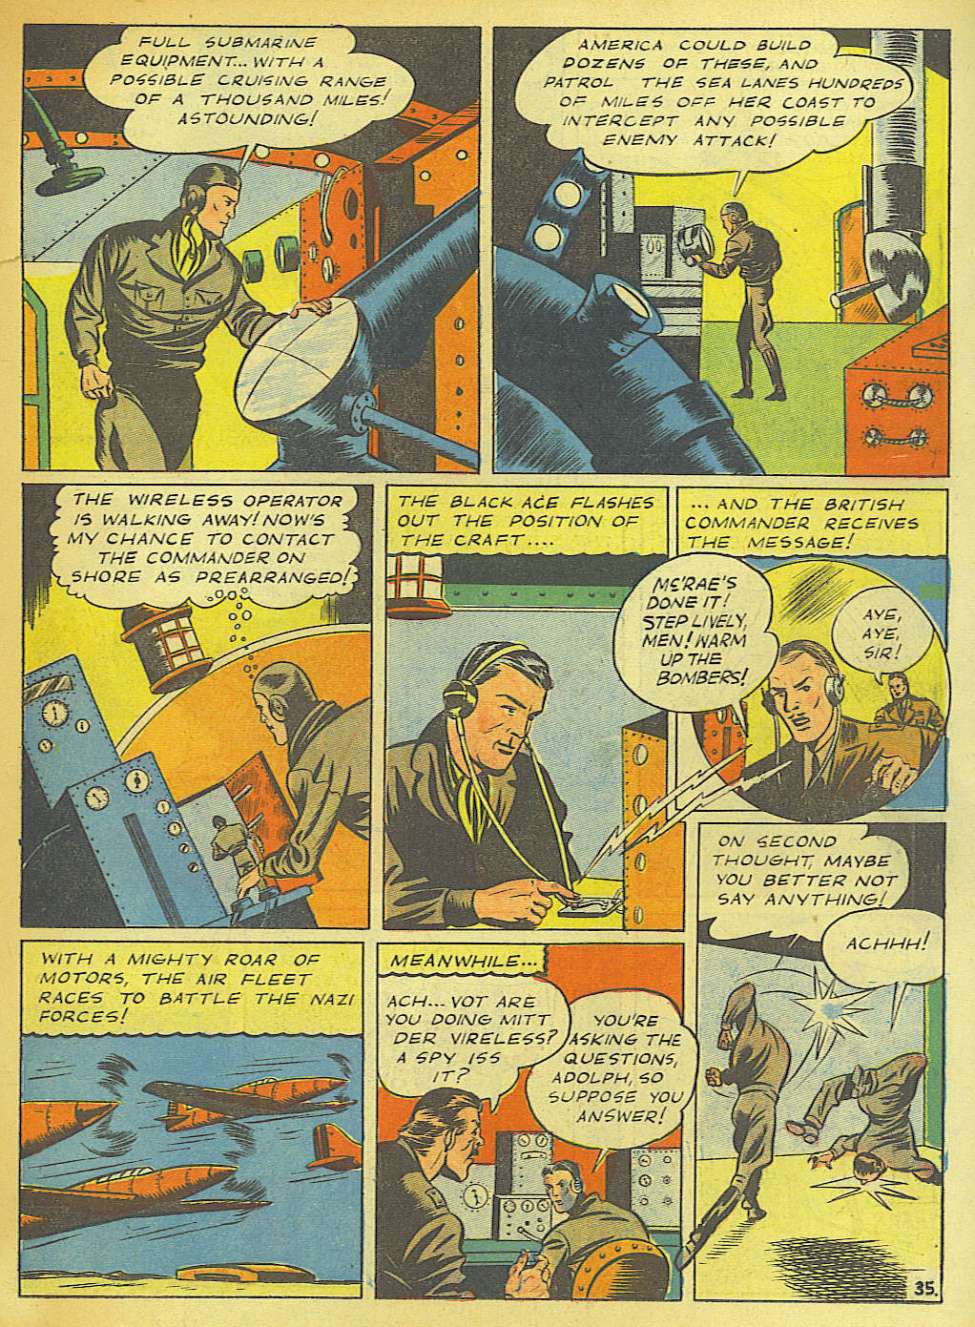 FULL SUBMARINE
EQUIPMENT... WITH A
POSSIBLE CRUISING RANGE
OF A THOUSAND MILES!
ASTOUNDING!
AMERICA COULD BUILD
DOZENS OF THESE, AND
PATROL THE SEA LANES HUNDREDS
OF MILES OFF HER COAST TO
INTERCEPT ANY POSSIBLE
ENEMY ATTACK!
THE WIRELESS OPERATOR
IS WALKING AWAY! NOW'S
MY CHANCE TO CONTACT
THE COMMANDER ON
SHORE AS PREARRANGED!
THE BLACK ACE FLASHES
OUT THE POSITION OF
THE CRAFT....
...AND THE BRITISH
COMMANDER RECEIVES
THE MESSAGE!
MC'RAE'S
DONE IT!
STEP LIVELY,
MEN! WARM
UP THE
BOMBERS!
AYE,
AYE,
SIR!
WITH A MIGHTY ROAR OF
MOTORS, THE AIR FLEET
RACES TO BATTLE THE NAZI
FORCES!
MEANWHILE...
ACH... VOT ARE
YOU DOING MITT
DER VIRELESS?
A SPY ISS
IT?
YOU'RE
ASKING THE
QUESTIONS,
ADOLPH, SO
SUPPOSE YOU
ANSWER!
ON SECOND
THOUGHT, MAYBE
YOU BETTER NOT
SAY ANYTHING!
ACHHH!
35.